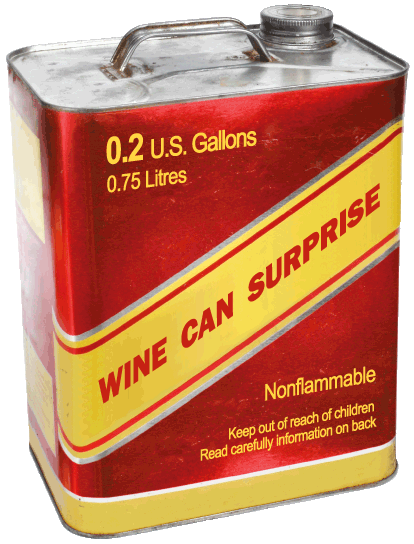 0.2 U.S. Gallons
0.75 Litres
WINE CAN SURPRISE
Nonflammable
Keep out of reach of children
Read carefully information on back